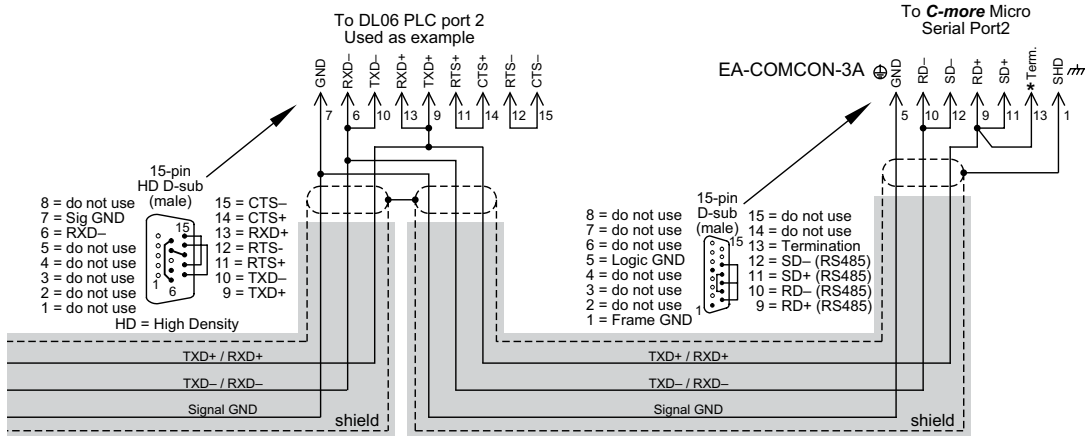 To DL06 PLC port 2
Used as example
GND
RXD–
TXD–
RXD+
TXD+
RTS+
CTS+
RTS–
CTS–
7 6 10 13 9 11 14 12 15
To C-more Micro
Serial Port2
EA-COMCON-3A
GND
RD–
SD–
RD+
SD+
*Term.
SHD
5 10 12 9 11 13 1
15-pin
HD D-sub
(male)
8 = do not use
7 = Sig GND
6 = RXD–
5 = do not use
4 = do not use
3 = do not use
2 = do not use
1 = do not use
15 = CTS–
14 = CTS+
13 = RXD+
12 = RTS-
11 = RTS+
10 = TXD–
9 = TXD+
15
1
6
HD = High Density
15-pin
D-sub
(male)
8 = do not use
7 = do not use
6 = do not use
5 = Logic GND
4 = do not use
3 = do not use
2 = do not use
1 = Frame GND
15 = do not use
14 = do not use
13 = Termination
12 = SD– (RS485)
11 = SD+ (RS485)
10 = RD– (RS485)
9 = RD+ (RS485)
15
1
TXD+ / RXD+
TXD– / RXD–
Signal GND
shield
TXD+ / RXD+
TXD– / RXD–
Signal GND
shield